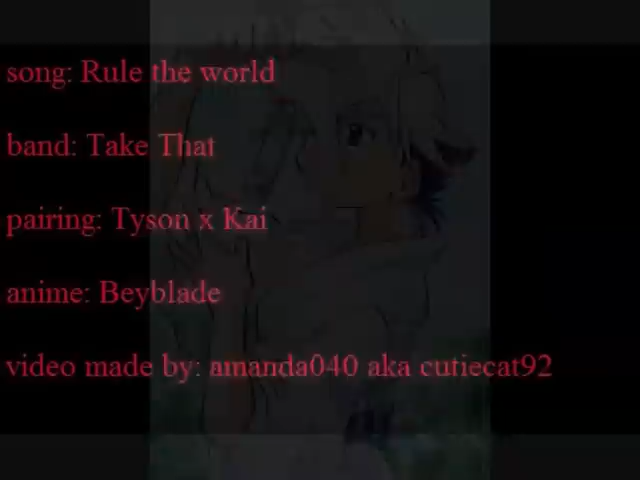 song: Rule the world
band: Take That
pairing: Tyson x Kai
anime: Beyblade
video made by: amanda040 aka cutiecat92